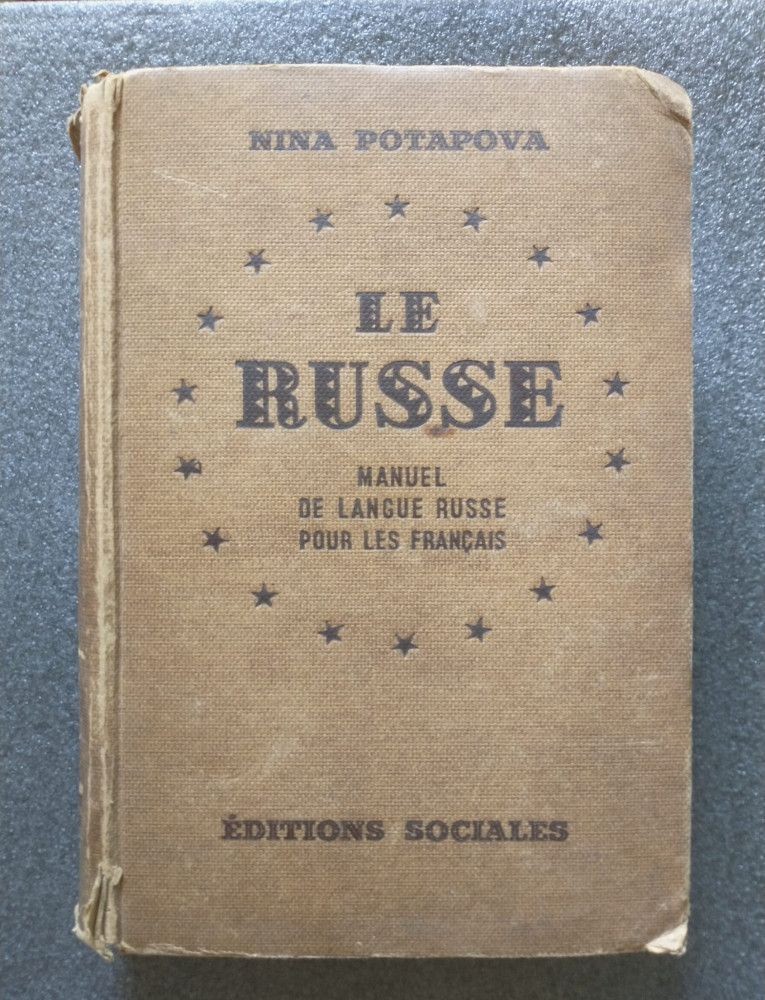 NINA POTAPOVA
LE
RUSSE
MANUEL
DE LANGUE RUSSE
POUR LES FRANÇAIS
ÉDITIONS SOCIALES